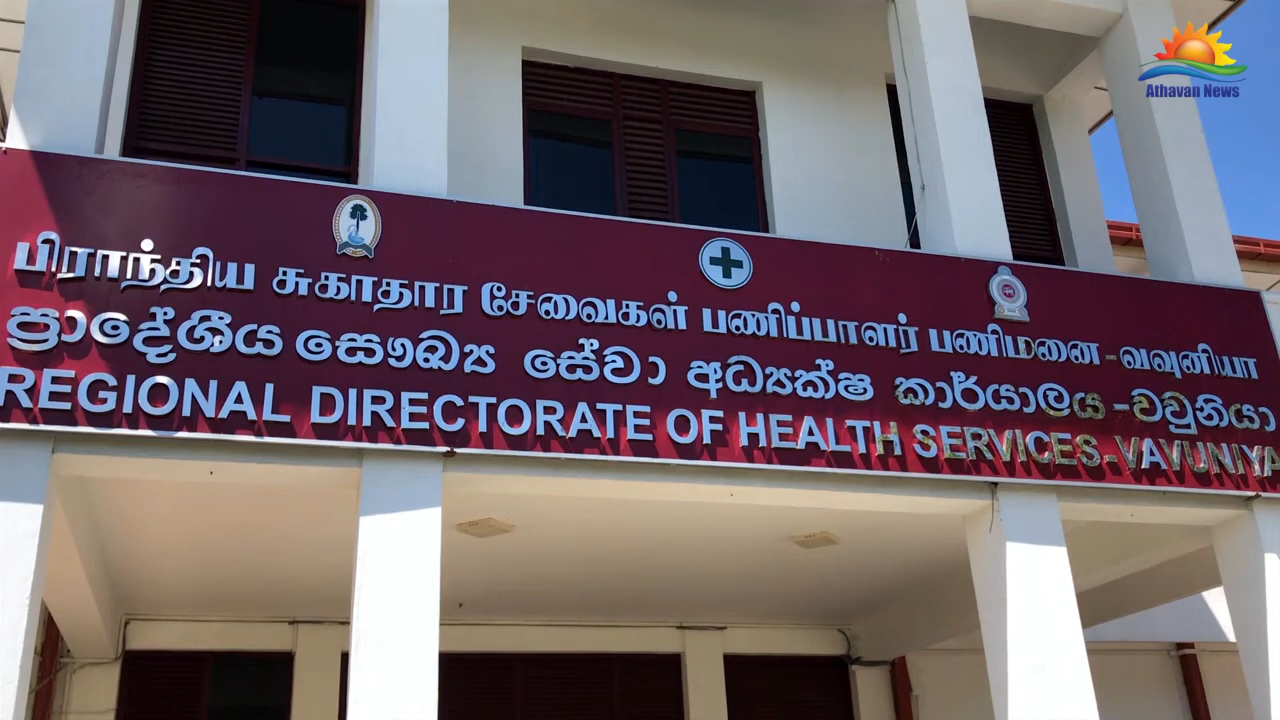 Athavan News
பிராந்திய சுகாதார சேவைகள் பணிப்பாளர் பணிமனை - வவுனியா
ප්‍රාදේශීය සෞඛ්‍ය සේවා අධ්‍යක්ෂ කාර්යාලය - වවුනියා
REGIONAL DIRECTORATE OF HEALTH SERVICES - VAVUNIYA